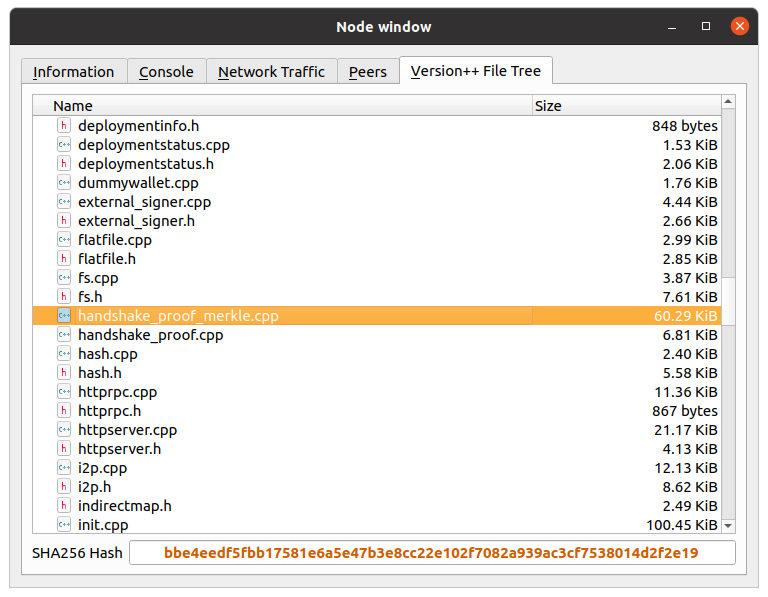 Node window
Information Console Network Traffic Peers Version++ File Tree
Name Size
h deploymentinfo.h 848 bytes
c++ deploymentstatus.cpp 1.53 KiB
h deploymentstatus.h 2.06 KiB
c++ dummywallet.cpp 1.76 KiB
c++ external_signer.cpp 4.44 KiB
h external_signer.h 2.66 KiB
c++ flatfile.cpp 2.99 KiB
h flatfile.h 2.85 KiB
c++ fs.cpp 3.87 KiB
h fs.h 7.61 KiB
c++ handshake_proof_merkle.cpp 60.29 KiB
c++ handshake_proof.cpp 6.81 KiB
c++ hash.cpp 2.40 KiB
h hash.h 5.58 KiB
c++ httprpc.cpp 11.36 KiB
h httprpc.h 867 bytes
c++ httpserver.cpp 21.17 KiB
h httpserver.h 4.13 KiB
c++ i2p.cpp 12.13 KiB
h i2p.h 8.62 KiB
h indirectmap.h 2.49 KiB
c++ init.cpp 100.45 KiB
SHA256 Hash bbe4eedf5fbb17581e6a5e47b3e8cc22e102f7082a939ac3cf7538014d2f2e19